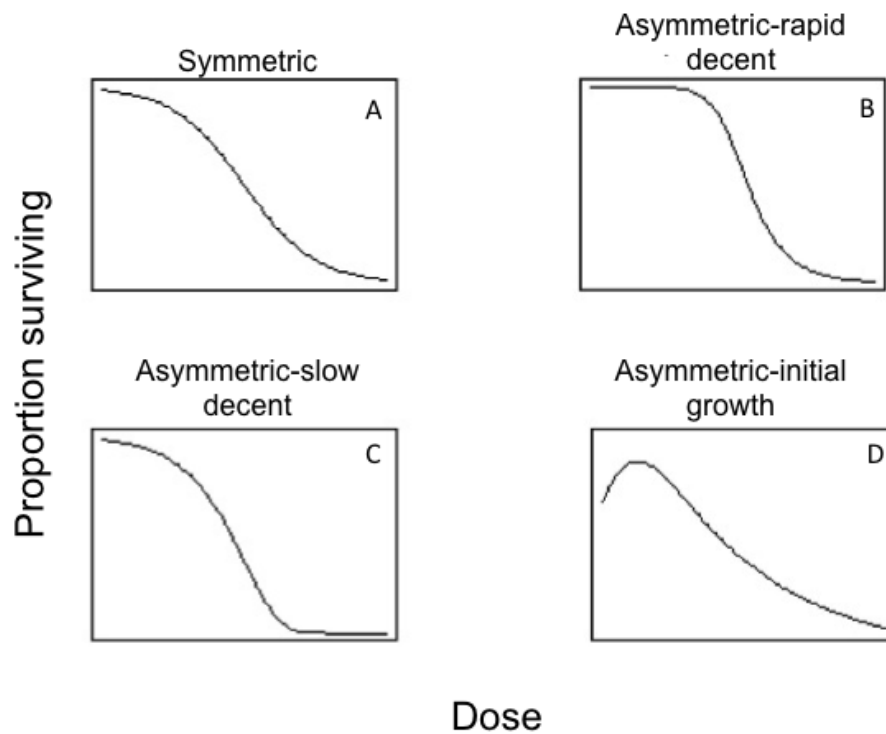 Symmetric
A
Asymmetric-rapid
decent
B
Asymmetric-slow
decent
C
Asymmetric-initial
growth
D
Proportion surviving
Dose